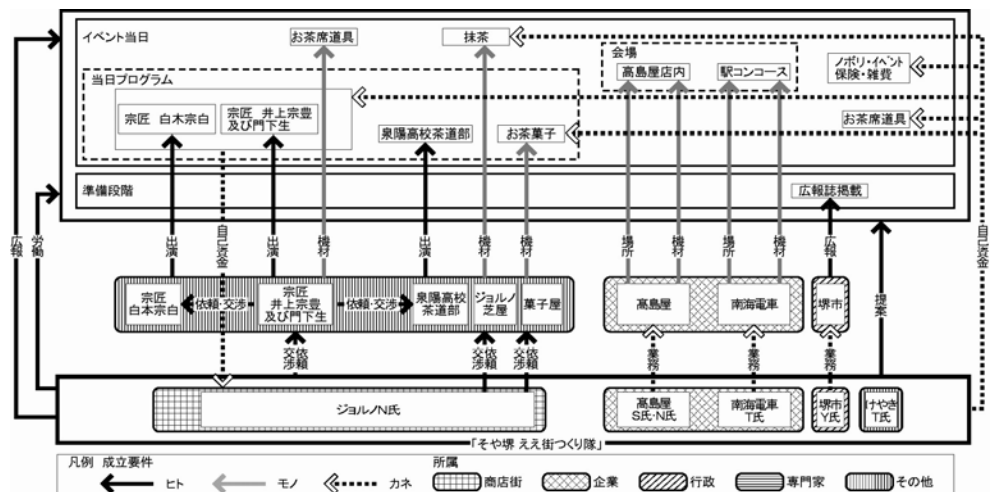 イベント当日
お茶席道具
抹茶
会場
高島屋店内
駅コンコース
ノボリ・イベント
保険・雑費
当日プログラム
宗匠 白木宗白
宗匠 井上宗豊
及び門下生
泉陽高校茶道部
お茶菓子
お茶席道具
準備段階
広報誌掲載
広報
労働
出演
自己資金
出演
機材
出演
機材
機材
場所
機材
場所
機材
広報
提案
自己資金
宗匠
白木宗白
依頼・交渉
宗匠
井上宗豊
及び門下生
依頼・交渉
泉陽高校
茶道部
ジョルノ
芝屋
菓子屋
高島屋
南海電車
堺市
依頼
交渉
依頼
交渉
依頼
交渉
業務
業務
業務
ジョルノN氏
高島屋
S氏・N氏
南海電車
T氏
堺市
Y氏
けやき
T氏
「そや堺 ええ街つくり隊」
凡例 成立要件
所属
ヒト
モノ
カネ
商店街
企業
行政
専門家
その他